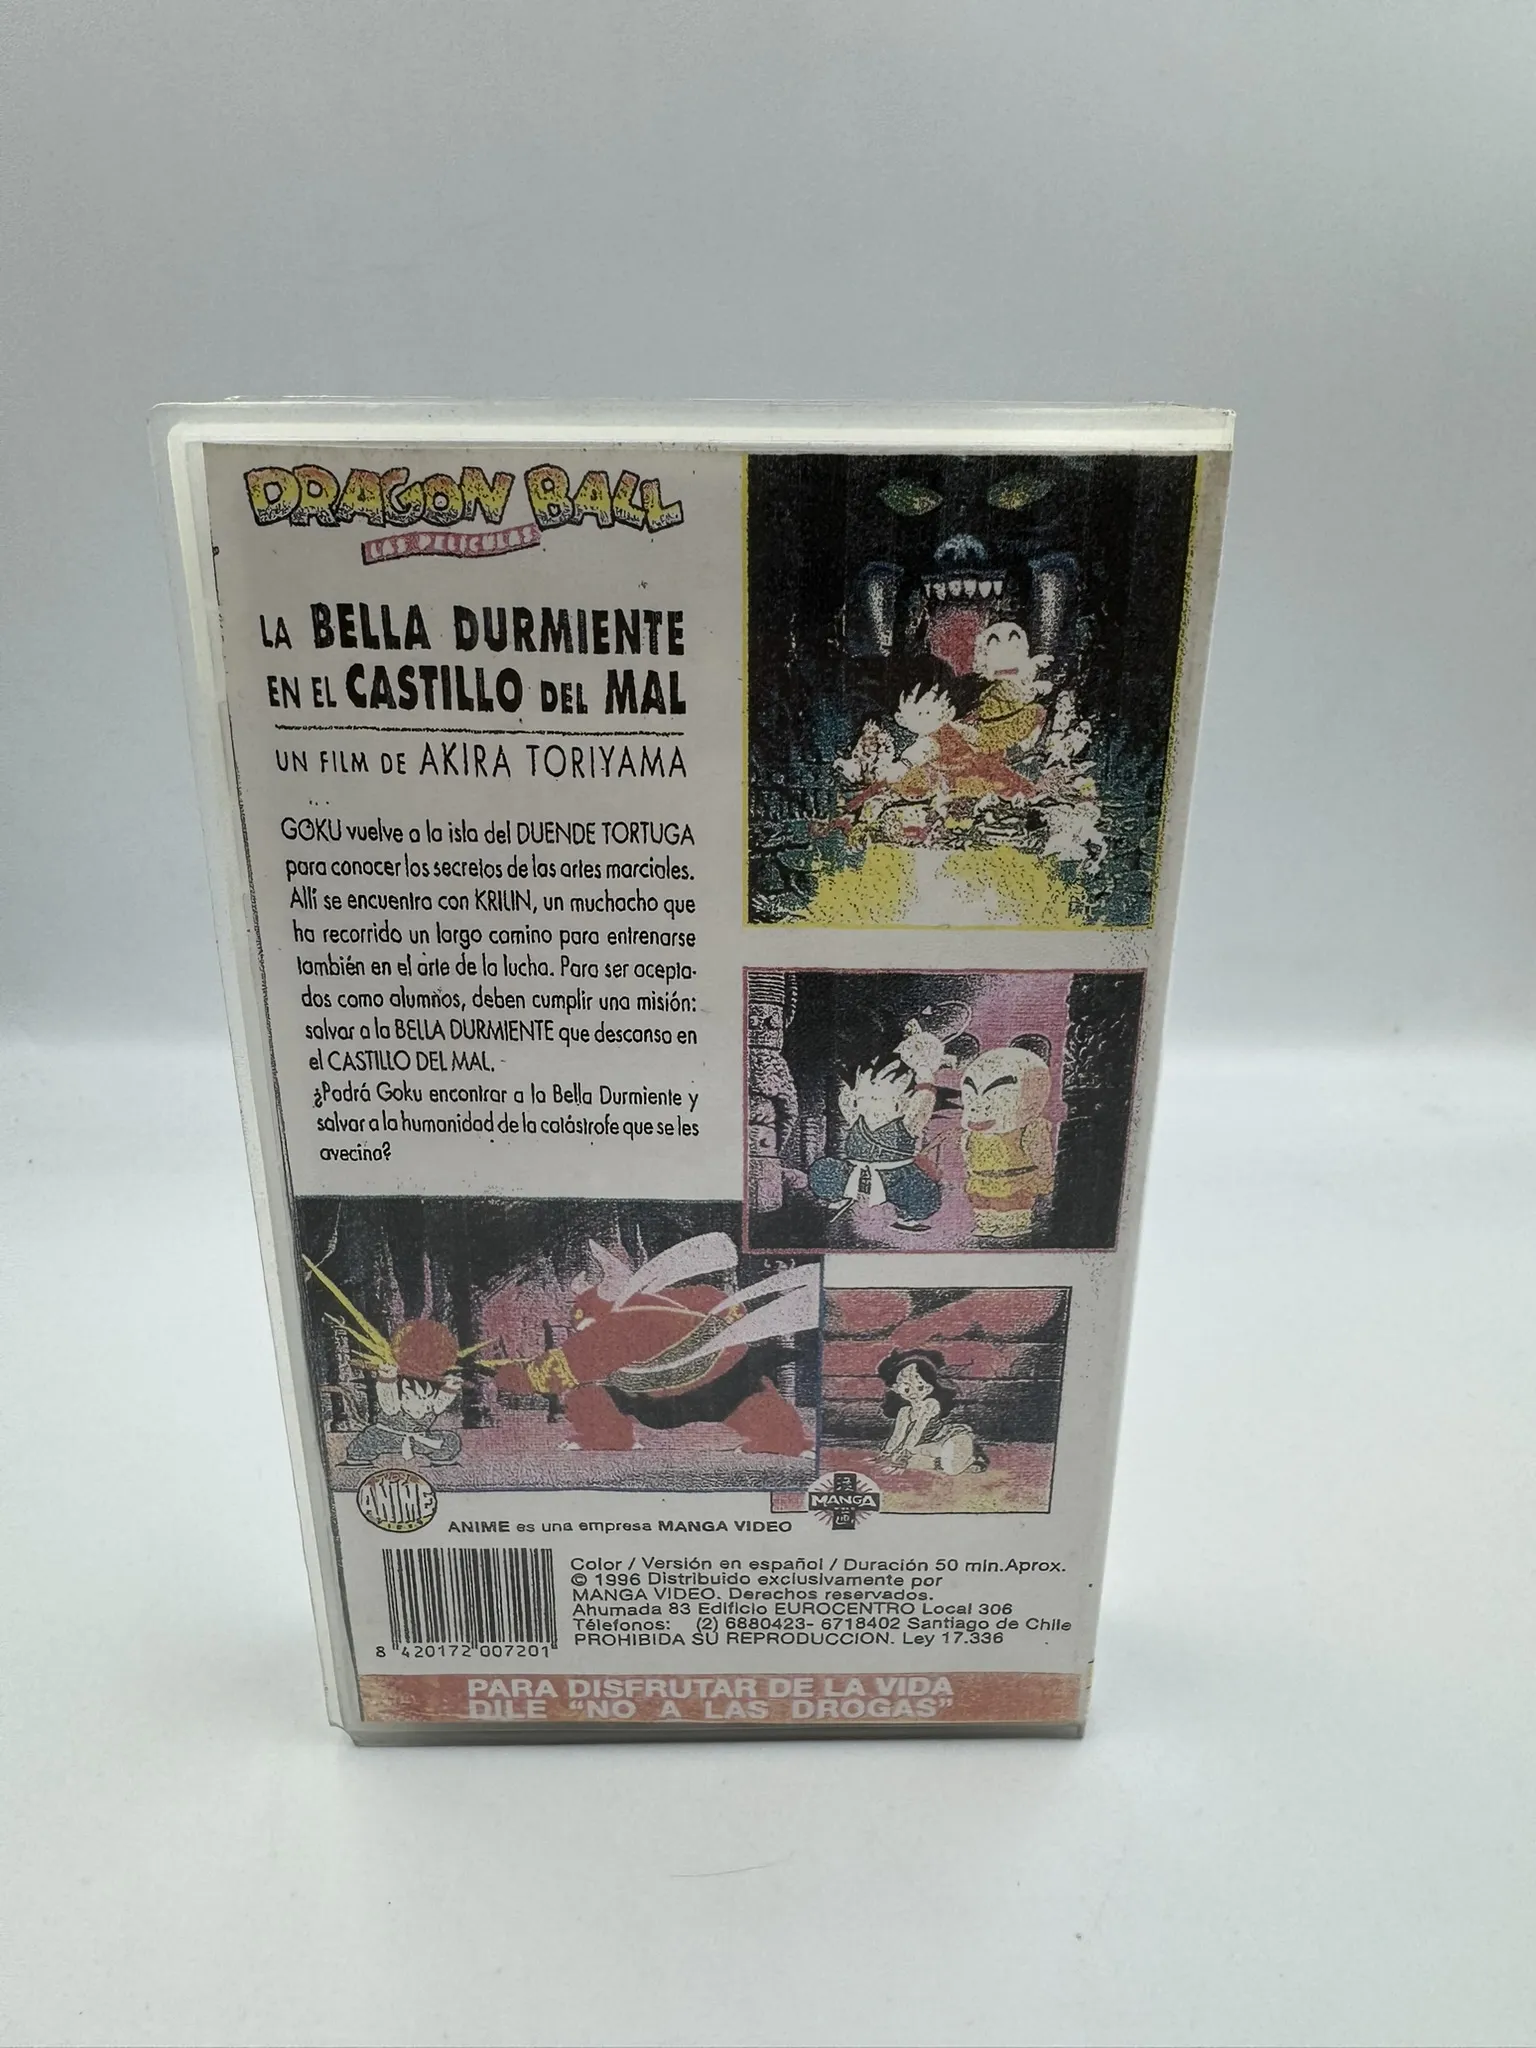 DRAGON BALL
LAS PELICULAS
LA BELLA DURMIENTE
EN EL CASTILLO DEL MAL
UN FILM DE AKIRA TORIYAMA
GOKU vuelve a la isla del DUENDE TORTUGA
para conocer los secretos de las artes marciales.
Allí se encuentra con KRILIN, un muchacho que
ha recorrido un largo camino para entrenarse
también en el arte de la lucha. Para ser acepta-
dos como alumnos, deben cumplir una misión:
salvar a la BELLA DURMIENTE que descansa en
el CASTILLO DEL MAL.
¿Podrá Goku encontrar a la Bella Durmiente y
salvar a la humanidad de la catástrofe que se les
avecina?
ANIME
MANGA
ANIME es una empresa MANGA VIDEO
Color / Versión en español / Duración 50 min.Aprox.
© 1996 Distribuido exclusivamente por
MANGA VIDEO. Derechos reservados.
Ahumada 83 Edificio EUROCENTRO Local 306
Télefonos: (2) 6880423- 6718402 Santiago de Chile
PROHIBIDA SU REPRODUCCION. Ley 17.336
8 420172 007201
PARA DISFRUTAR DE LA VIDA
DILE "NO A LAS DROGAS"